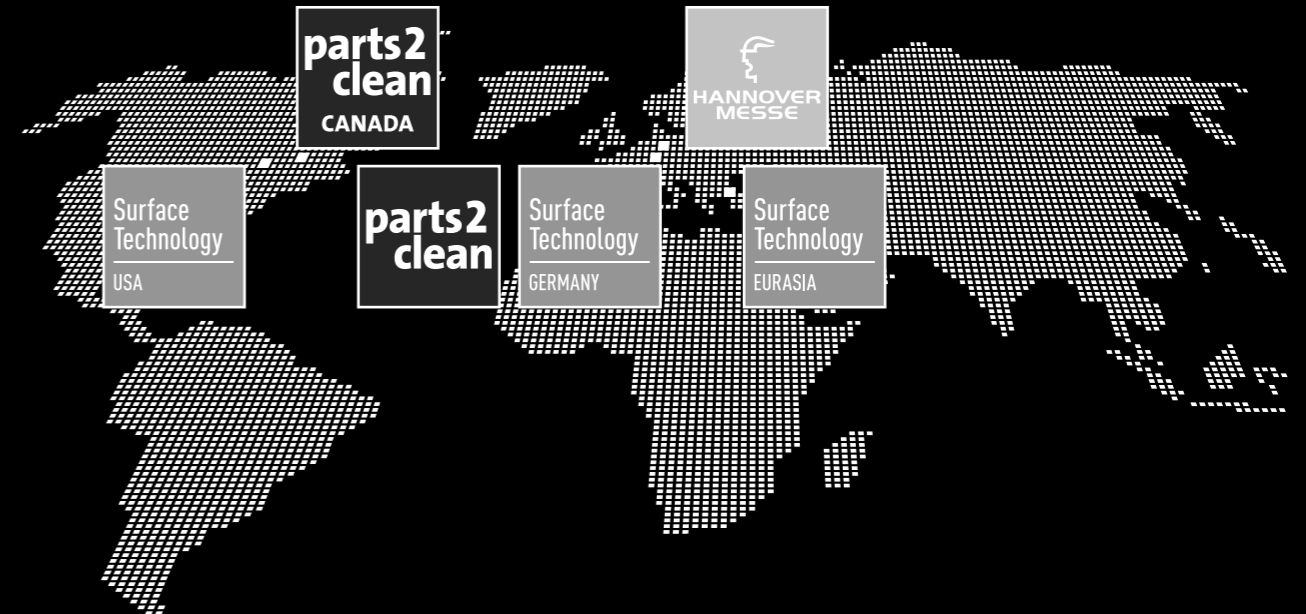 parts2
clean
CANADA
HANNOVER
MESSE
Surface
Technology
USA
parts2
clean
Surface
Technology
GERMANY
Surface
Technology
EURASIA